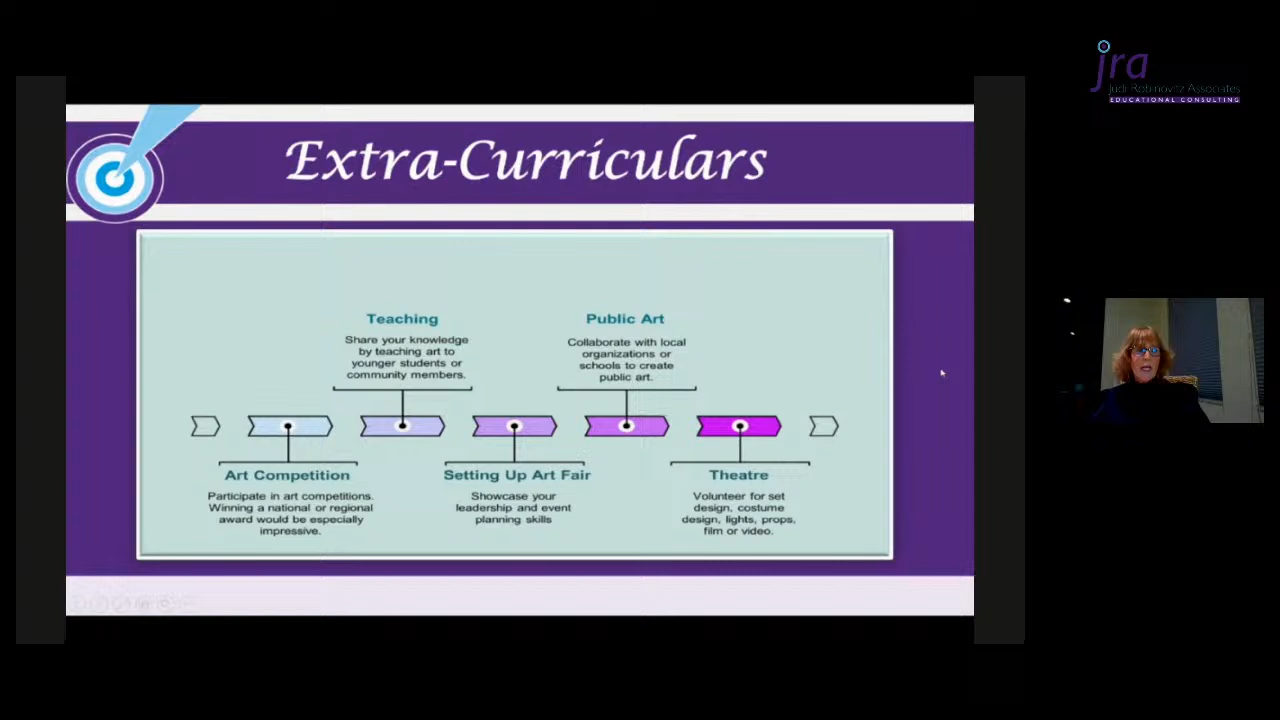 Extra-Curriculars
Teaching
Share your knowledge
by teaching art to
younger students or
community members.
Public Art
Collaborate with local
organizations or
schools to create
public art.
Art Competition
Participate in art competitions.
Winning a national or regional
award would be especially
impressive.
Setting Up Art Fair
Showcase your
leadership and event
planning skills
Theatre
Volunteer for set
design, costume
design, lights, props,
film or video.
jra
Judi Robinovitz Associates
EDUCATIONAL CONSULTING